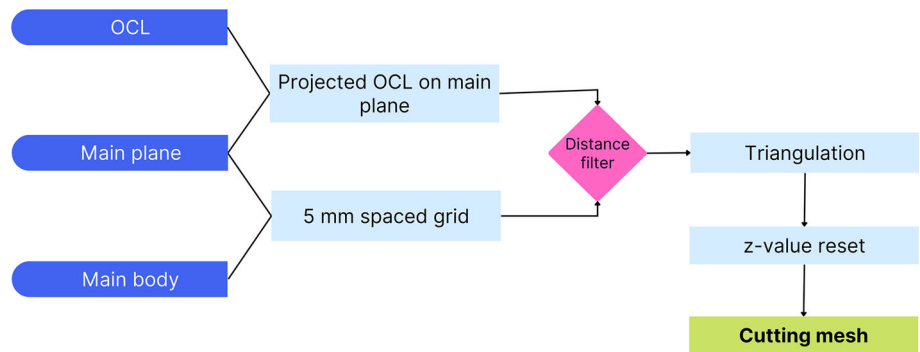 OCL
Main plane
Main body
Projected OCL on main
plane
5 mm spaced grid
Distance
filter
Triangulation
z-value reset
Cutting mesh